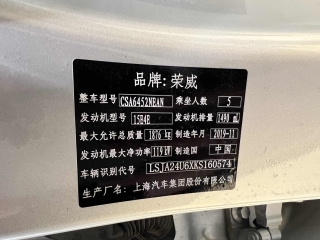 品牌:荣威
整车型号 CSA6452NEAN 乘坐人数 5
发动机型号 15E4E 发动机排量 1490 mL
最大允许总质量 1876 kg 制造年月 2019-11
发动机最大净功率 119 kW 制造国 中国
车辆识别代号 LSJA24U6XKS160574
生产厂名: 上海汽车集团股份有限公司